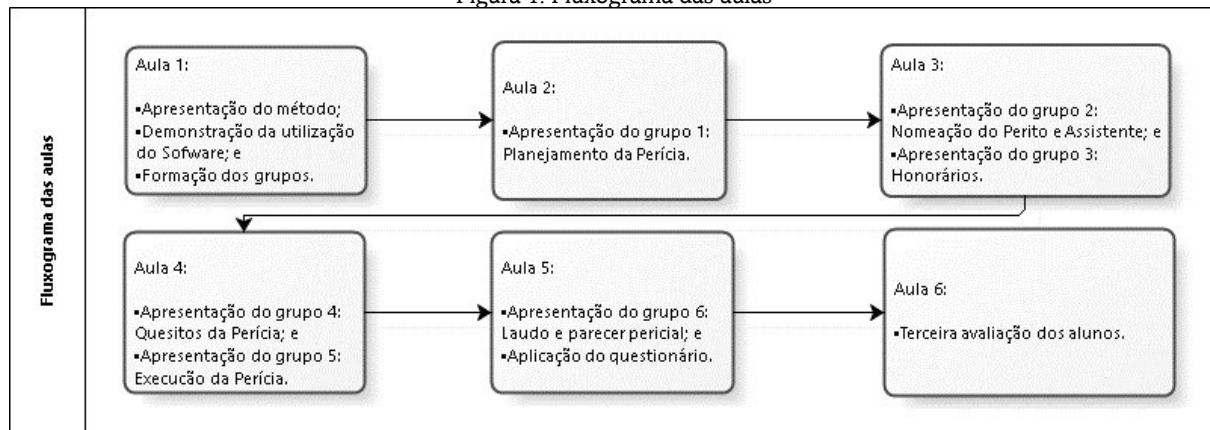 Figura 1: Fluxograma das aulas
Fluxograma das aulas
Aula 1:
▪Apresentação do método;
▪Demonstração da utilização
do Sofware; e
▪Formação dos grupos.
Aula 2:
▪Apresentação do grupo 1:
Planejamento da Perícia.
Aula 3:
▪Apresentação do grupo 2:
Nomeação do Perito e Assistente; e
▪Apresentação do grupo 3:
Honorários.
Aula 4:
▪Apresentação do grupo 4:
Quesitos da Perícia; e
▪Apresentação do grupo 5:
Execução da Perícia.
Aula 5:
▪Apresentação do grupo 6:
Laudo e parecer pericial; e
▪Aplicação do questionário.
Aula 6:
▪Terceira avaliação dos alunos.